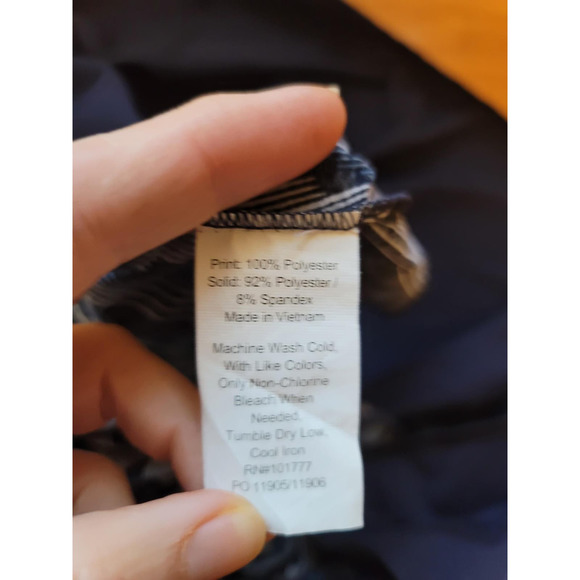 Print: 100% Polyester
Solid: 92% Polyester /
8% Spandex
Made in Vietnam
Machine Wash Cold,
With Like Colors,
Only Non-Chlorine
Bleach When
Needed,
Tumble Dry Low,
Cool Iron
RN#101777
PO:11905/11906